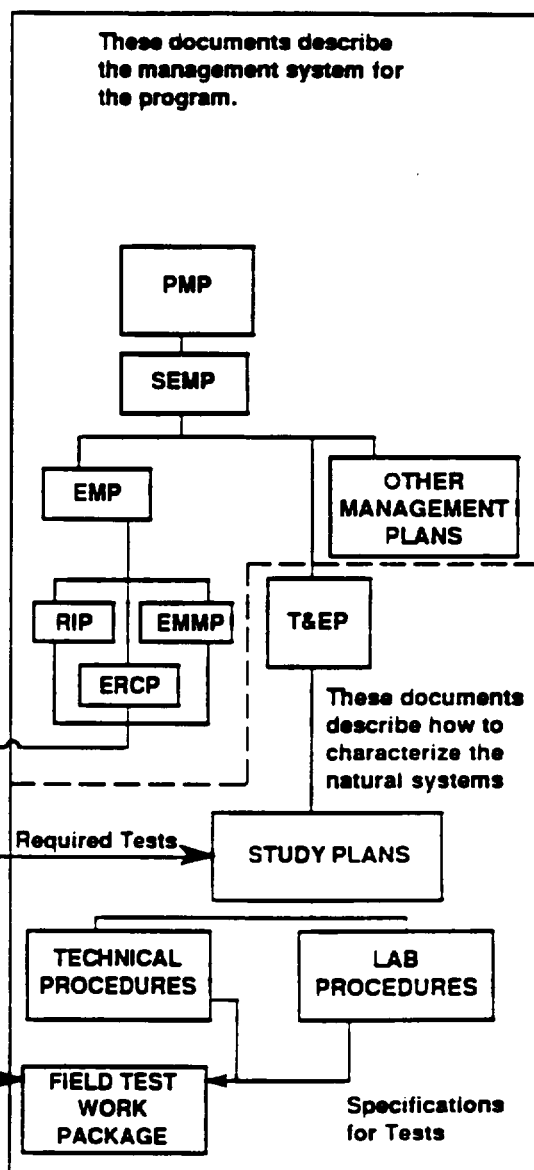 These documents describe
the management system for
the program.
PMP
SEMP
EMP
OTHER
MANAGEMENT
PLANS
RIP
EMMP
T&EP
ERCP
These documents
describe how to
characterize the
natural systems
Required Tests
STUDY PLANS
TECHNICAL
PROCEDURES
LAB
PROCEDURES
FIELD TEST
WORK
PACKAGE
Specifications
for Tests